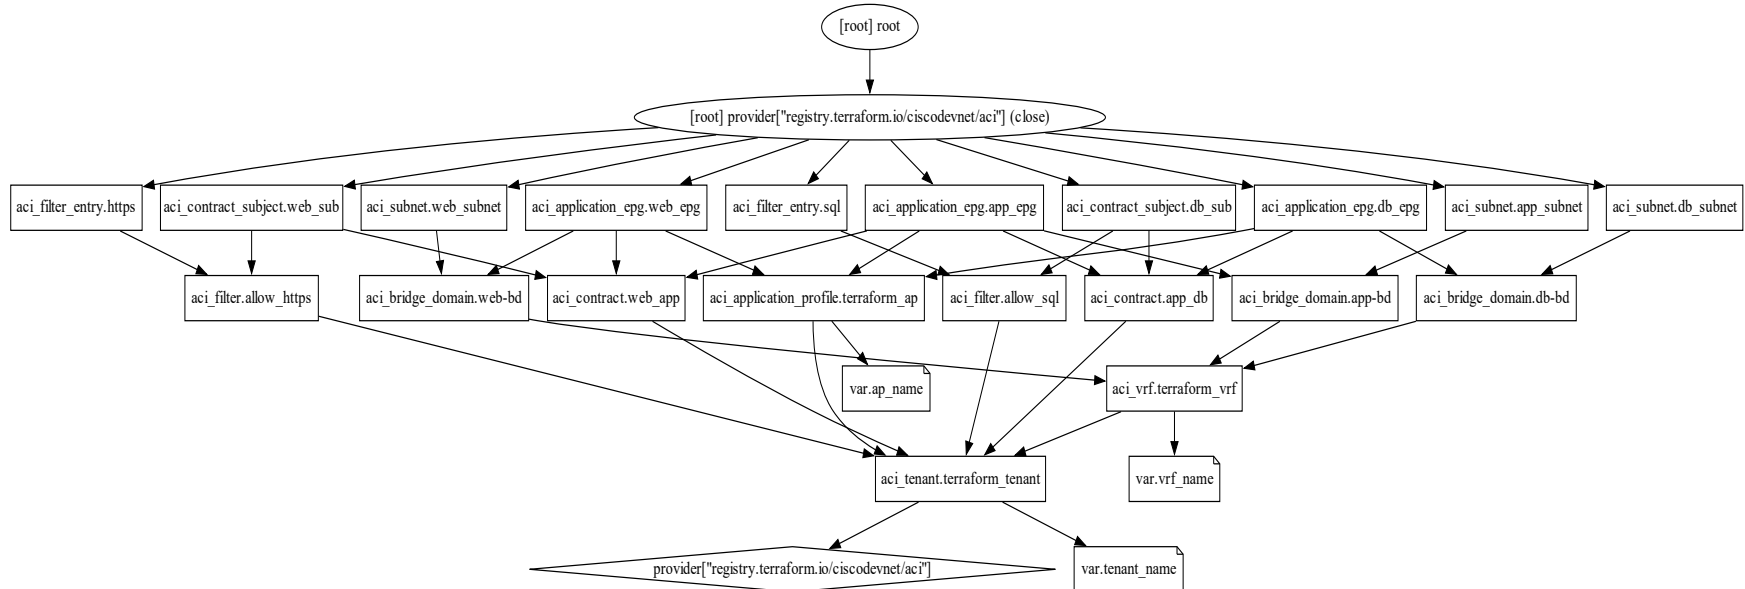 [root] root
[root] provider["registry.terraform.io/ciscodevnet/aci"] (close)
aci_filter_entry.https
aci_contract_subject.web_sub
aci_subnet.web_subnet
aci_application_epg.web_epg
aci_filter_entry.sql
aci_application_epg.app_epg
aci_contract_subject.db_sub
aci_application_epg.db_epg
aci_subnet.app_subnet
aci_subnet.db_subnet
aci_filter.allow_https
aci_bridge_domain.web-bd
aci_contract.web_app
aci_application_profile.terraform_ap
aci_filter.allow_sql
aci_contract.app_db
aci_bridge_domain.app-bd
aci_bridge_domain.db-bd
var.ap_name
aci_vrf.terraform_vrf
aci_tenant.terraform_tenant
var.vrf_name
provider["registry.terraform.io/ciscodevnet/aci"]
var.tenant_name